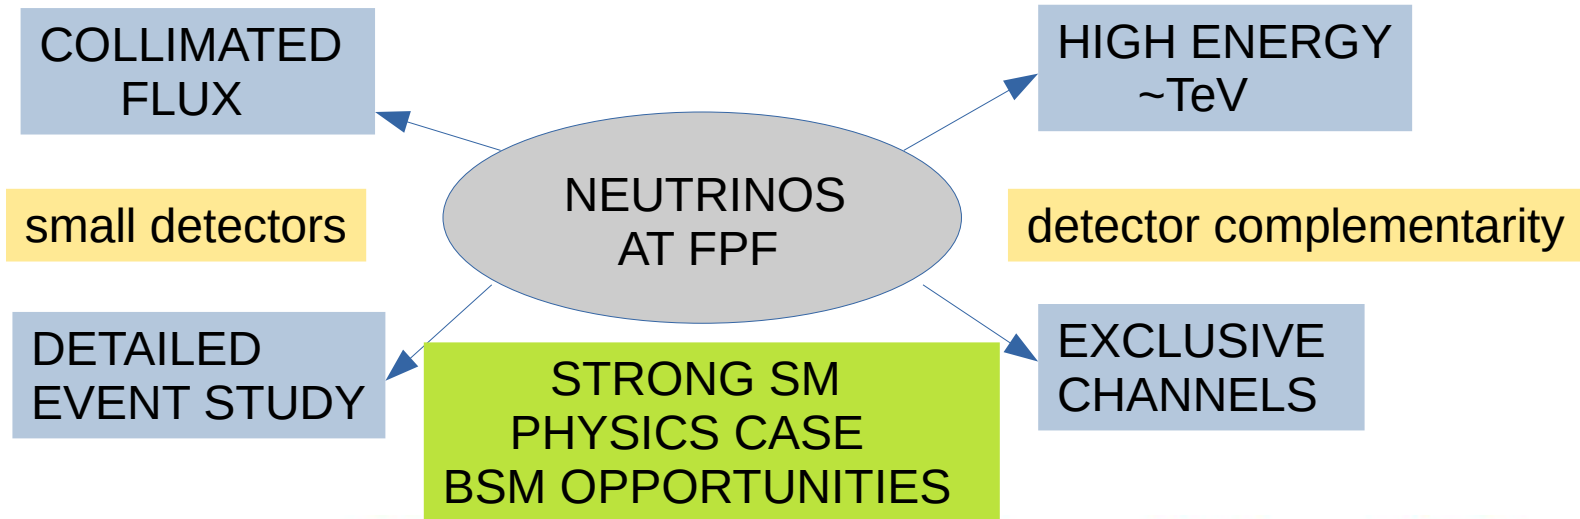 COLLIMATED
FLUX
HIGH ENERGY
~TeV
NEUTRINOS
AT FPF
small detectors
detector complementarity
DETAILED
EVENT STUDY
EXCLUSIVE
CHANNELS
STRONG SM
PHYSICS CASE
BSM OPPORTUNITIES